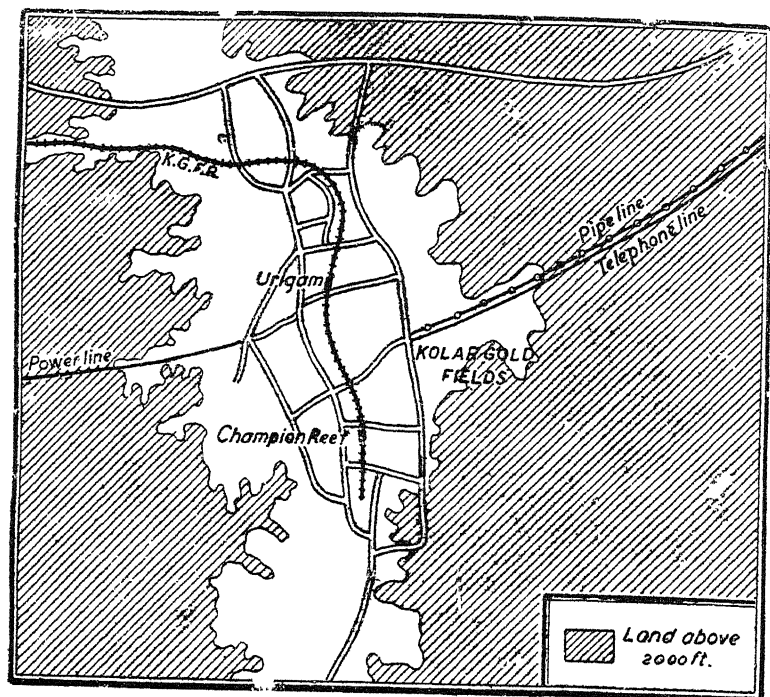 K.G.F.R.
Pipe line
Telephone line
Urigam
Power line
KOLAR GOLD
FIELDS
Champion Reef
Land above
2000 ft.